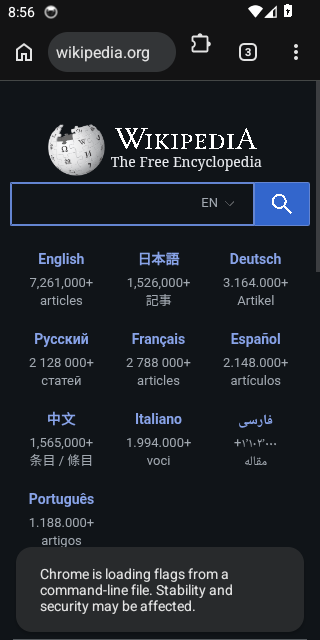 8:56
wikipedia.org
3
WIKIPEDIA
The Free Encyclopedia
EN
English
7,261,000+
articles
日本語
1,526,000+
記事
Deutsch
3.164.000+
Artikel
Русский
2 128 000+
статей
Français
2 788 000+
articles
Español
2.148.000+
artículos
中文
1,565,000+
条目 / 條目
Italiano
1.994.000+
voci
فارسی
۱٬۱۰۳٬۰۰۰+
مقاله
Português
1.188.000+
artigos
Chrome is loading flags from a
command-line file. Stability and
security may be affected.